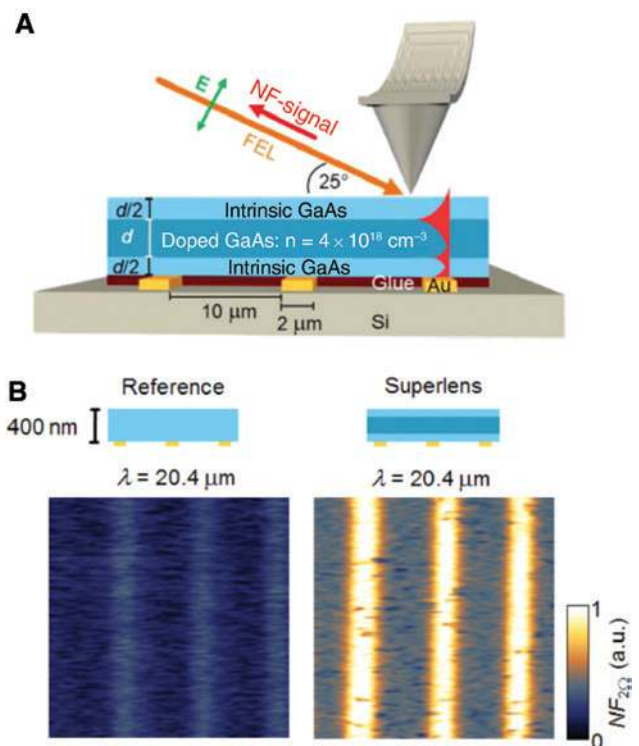 A
E
NF-signal
FEL
25°
d/2
Intrinsic GaAs
d
Doped GaAs: n = 4 × 10¹⁸ cm⁻³
d/2
Intrinsic GaAs
Glue
Au
10 μm
2 μm
Si
B
Reference
Superlens
400 nm
λ = 20.4 μm
λ = 20.4 μm
1
0
NF₂Ω (a.u.)